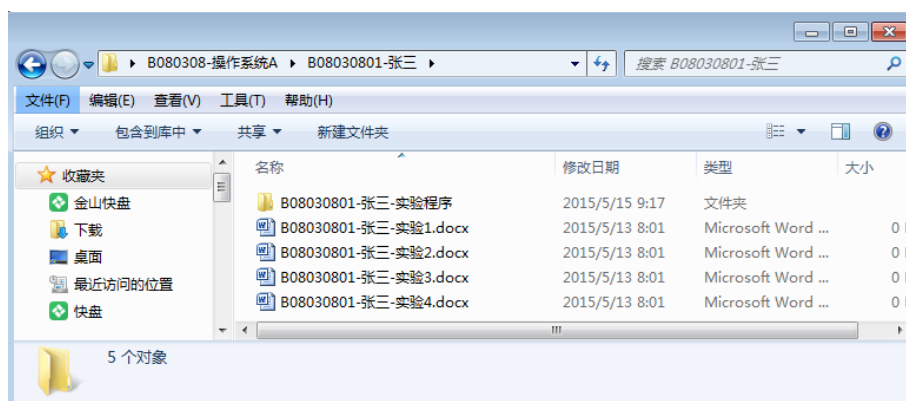 B080308-操作系统A ▸ B08030801-张三 ▸ 搜索 B08030801-张三
文件(F) 编辑(E) 查看(V) 工具(T) 帮助(H)
组织 包含到库中 共享 新建文件夹
收藏夹
金山快盘
下载
桌面
最近访问的位置
快盘
名称 修改日期 类型 大小
B08030801-张三-实验程序 2015/5/15 9:17 文件夹
B08030801-张三-实验1.docx 2015/5/13 8:01 Microsoft Word ... 0
B08030801-张三-实验2.docx 2015/5/13 8:01 Microsoft Word ... 0
B08030801-张三-实验3.docx 2015/5/13 8:01 Microsoft Word ... 0
B08030801-张三-实验4.docx 2015/5/13 8:01 Microsoft Word ... 0
5 个对象